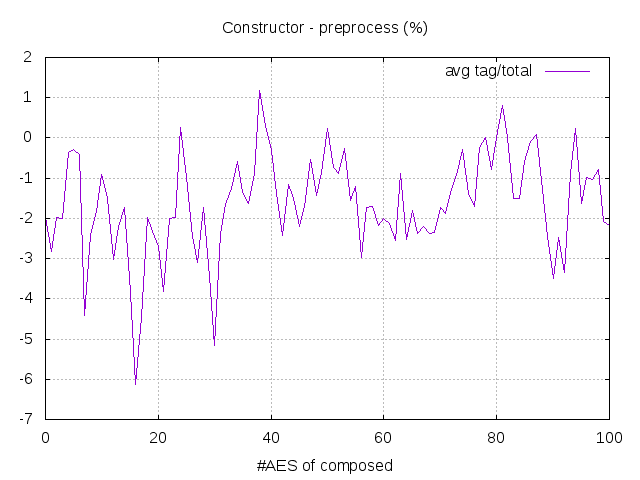 Constructor - preprocess (%)
avg tag/total
2
1
0
-1
-2
-3
-4
-5
-6
-7
0 20 40 60 80 100
#AES of composed